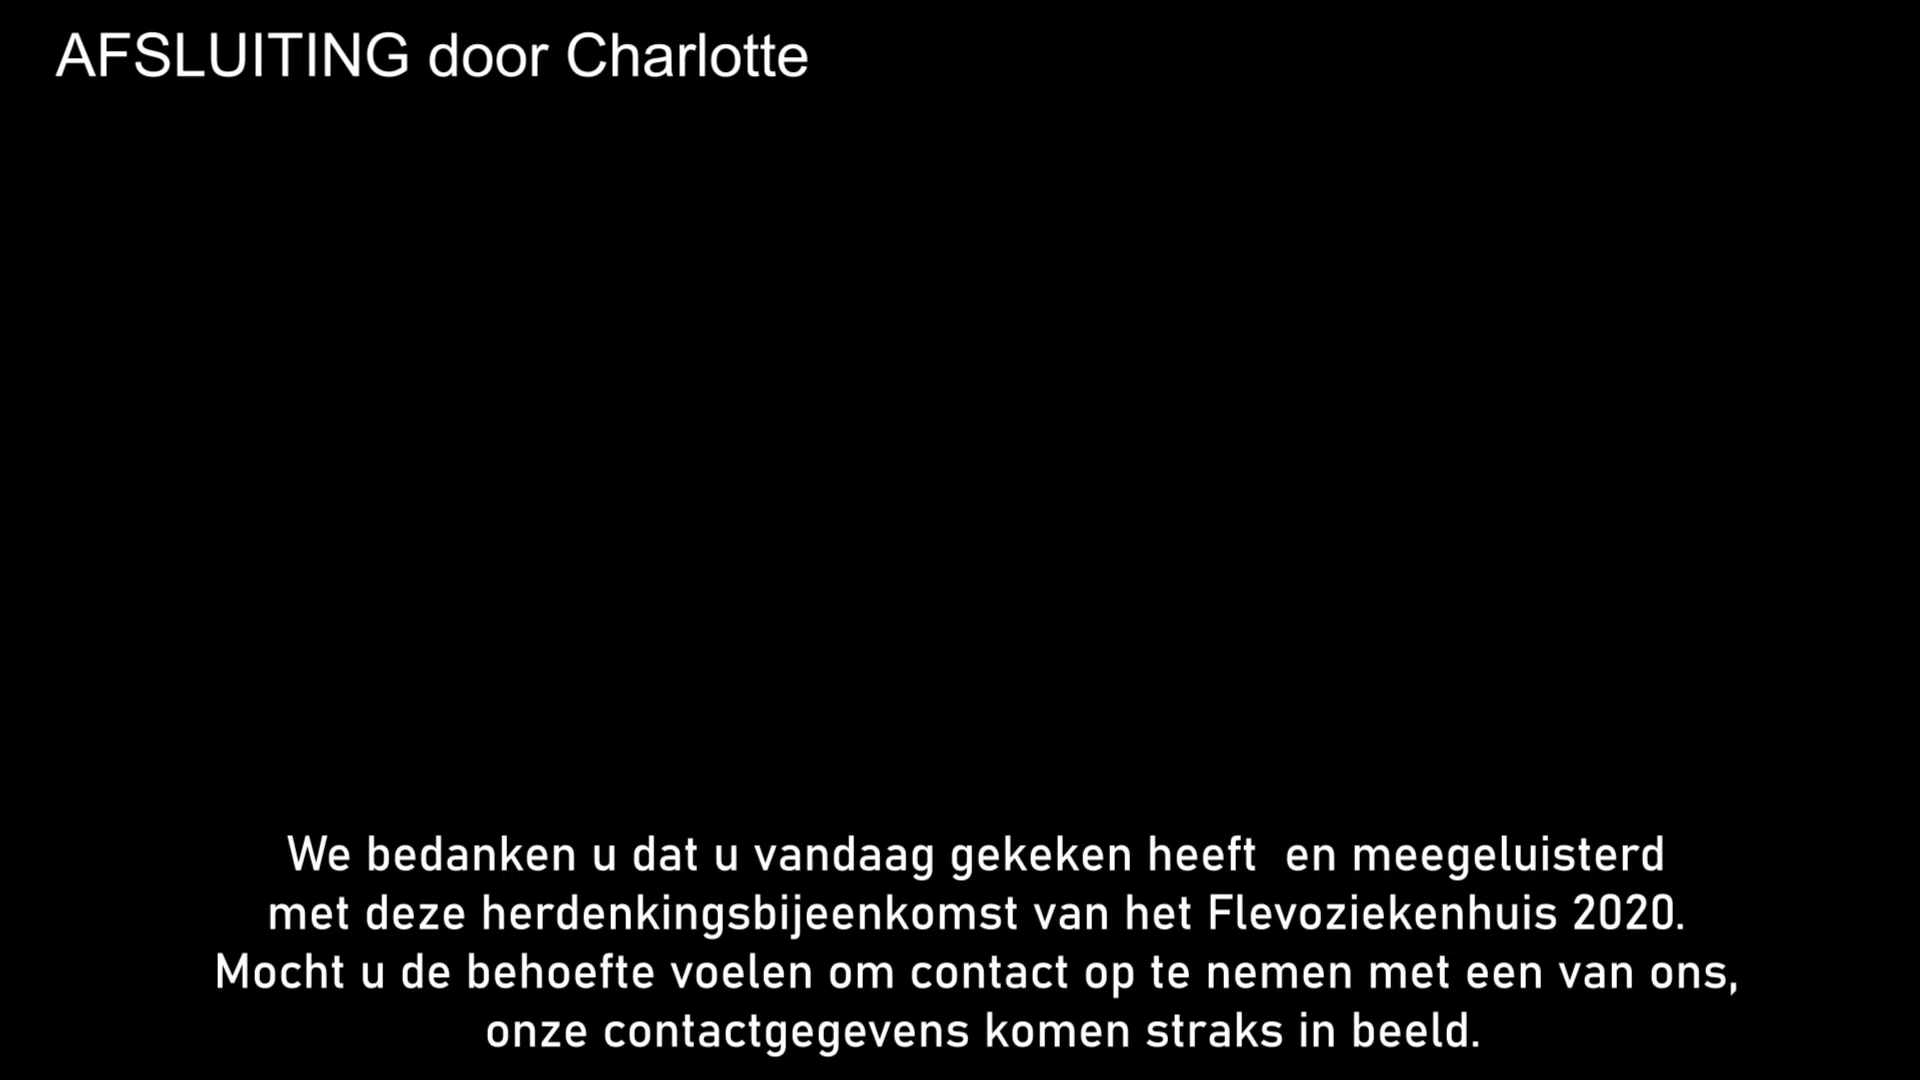 AFSLUITING door Charlotte
We bedanken u dat u vandaag gekeken heeft  en meegeluisterd
met deze herdenkingsbijeenkomst van het Flevoziekenhuis 2020.
Mocht u de behoefte voelen om contact op te nemen met een van ons,
onze contactgegevens komen straks in beeld.